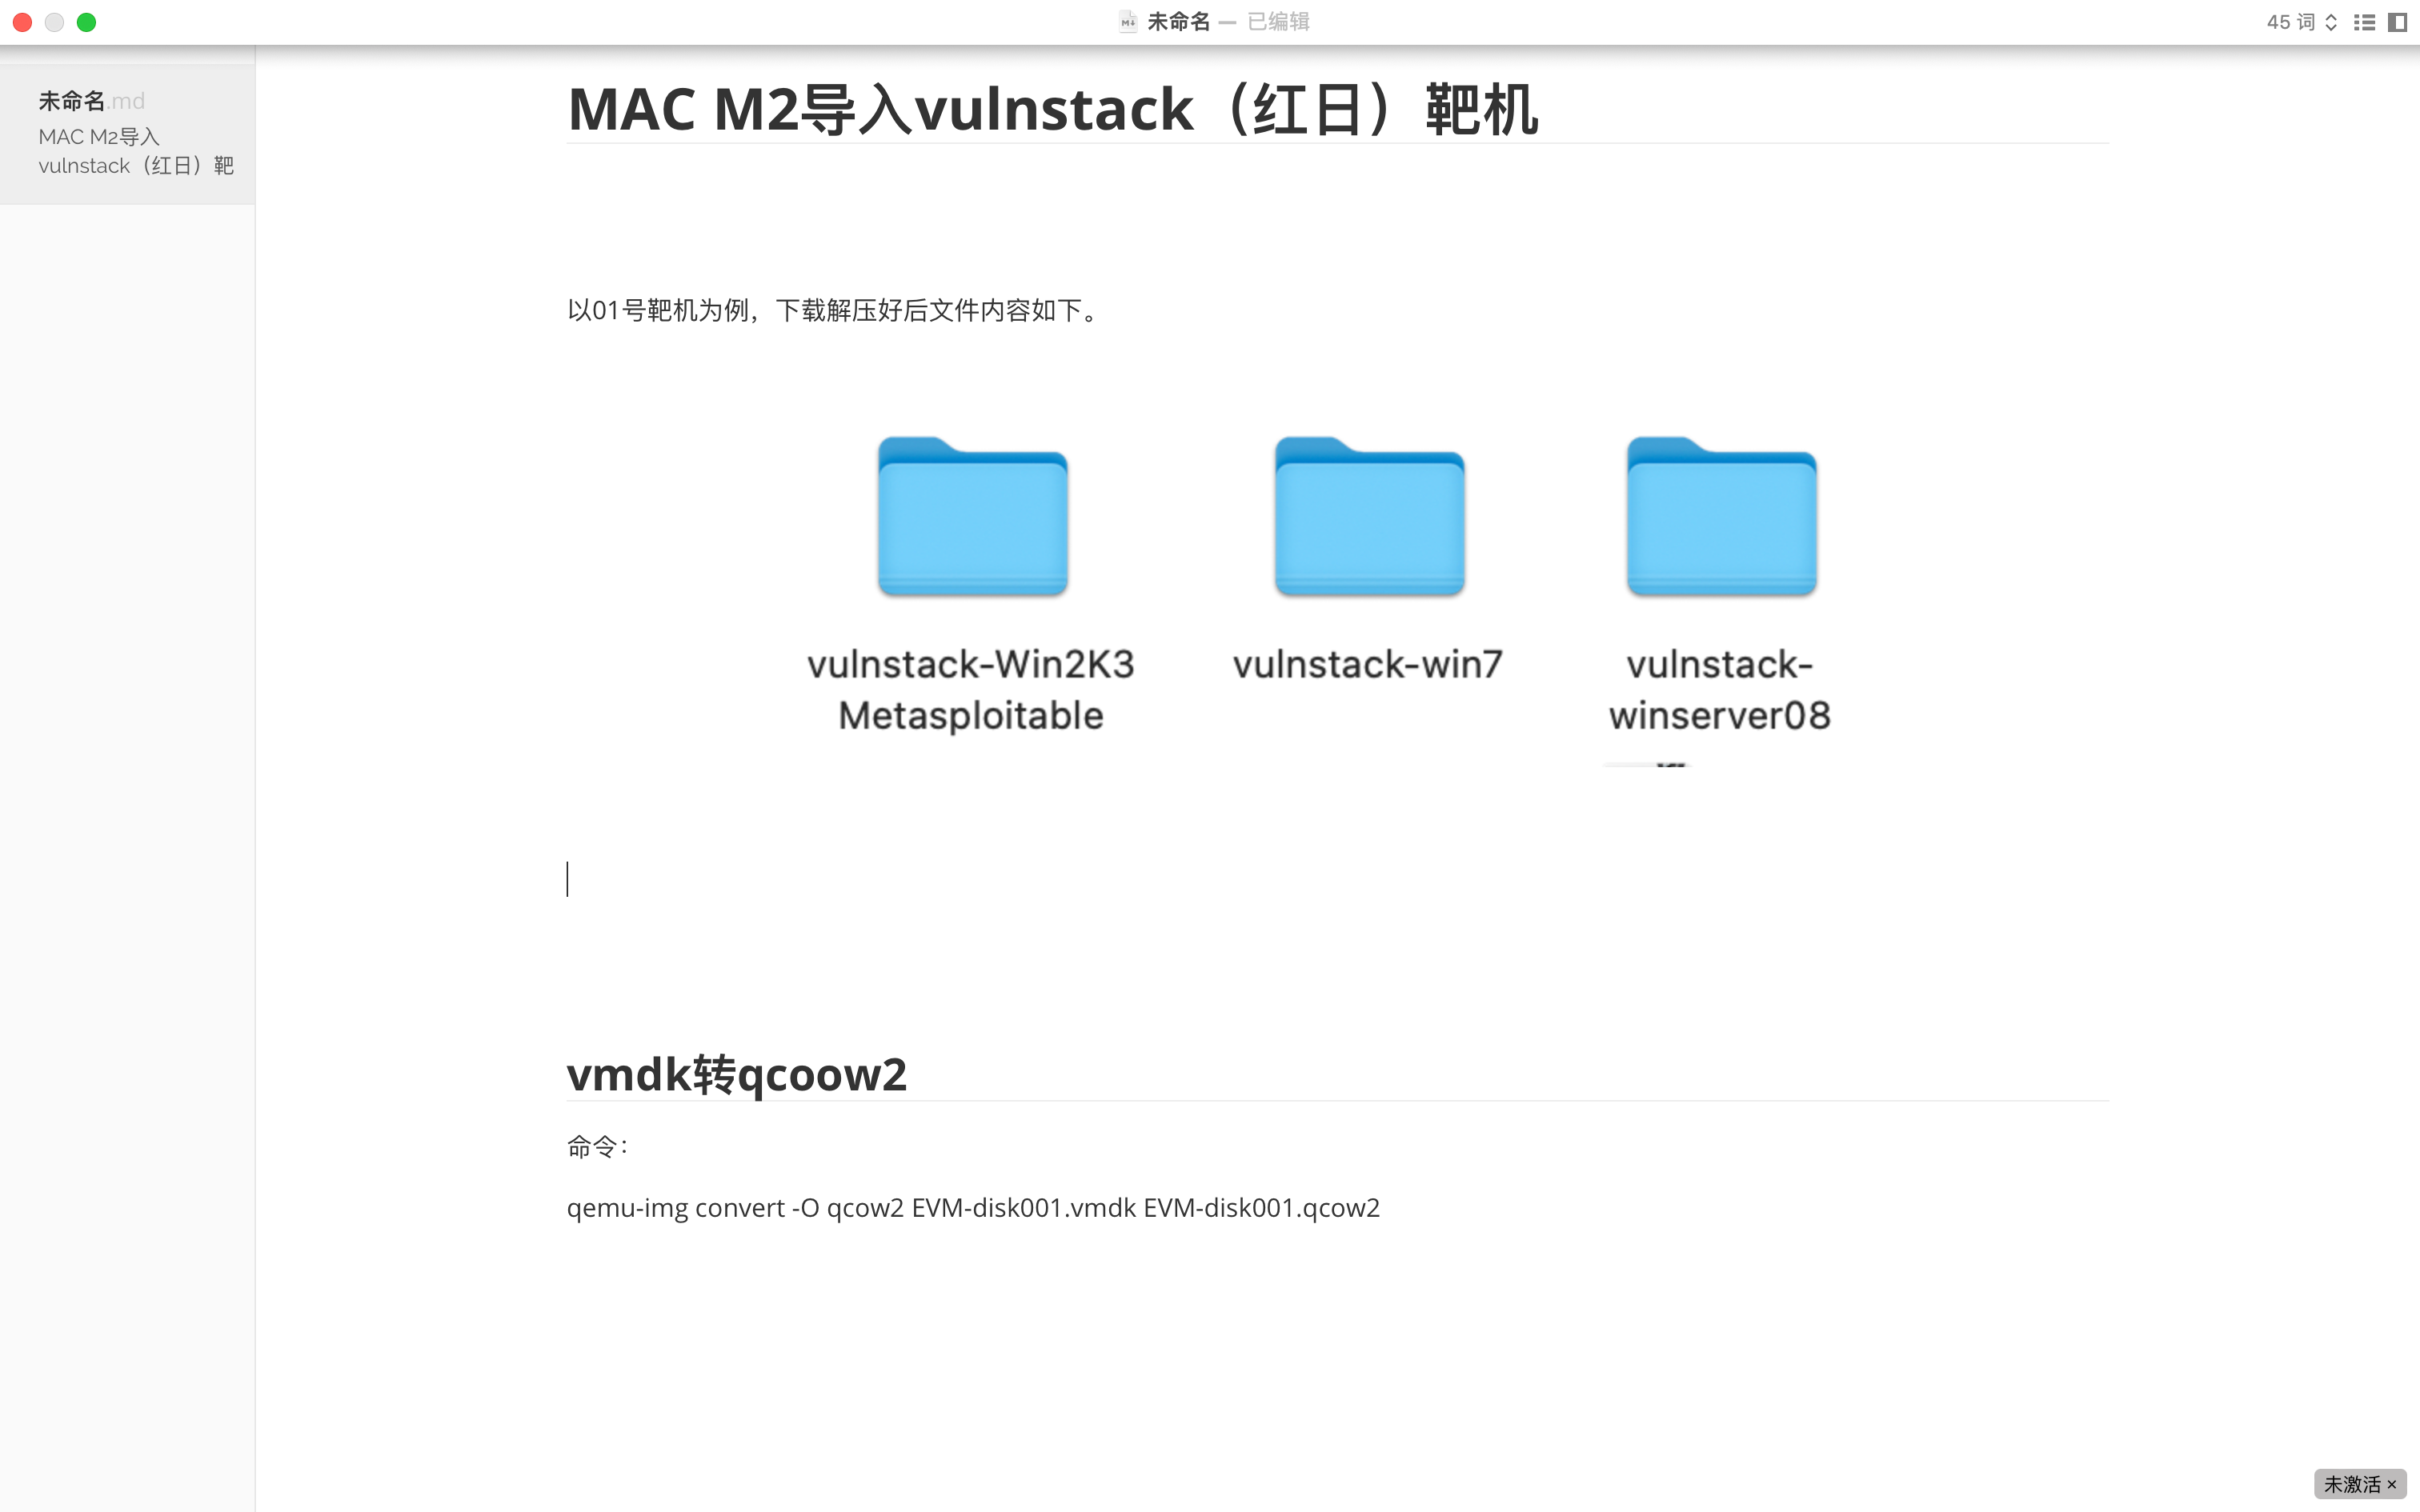 未命名 — 已编辑
45 词
未命名.md
MAC M2导入
vulnstack（红日）靶
MAC M2导入vulnstack（红日）靶机
以01号靶机为例，下载解压好后文件内容如下。
vulnstack-Win2K3
Metasploitable
vulnstack-win7
vulnstack-
winserver08
vmdk转qcoow2
命令：
qemu-img convert -O qcow2 EVM-disk001.vmdk EVM-disk001.qcow2
未激活 ×